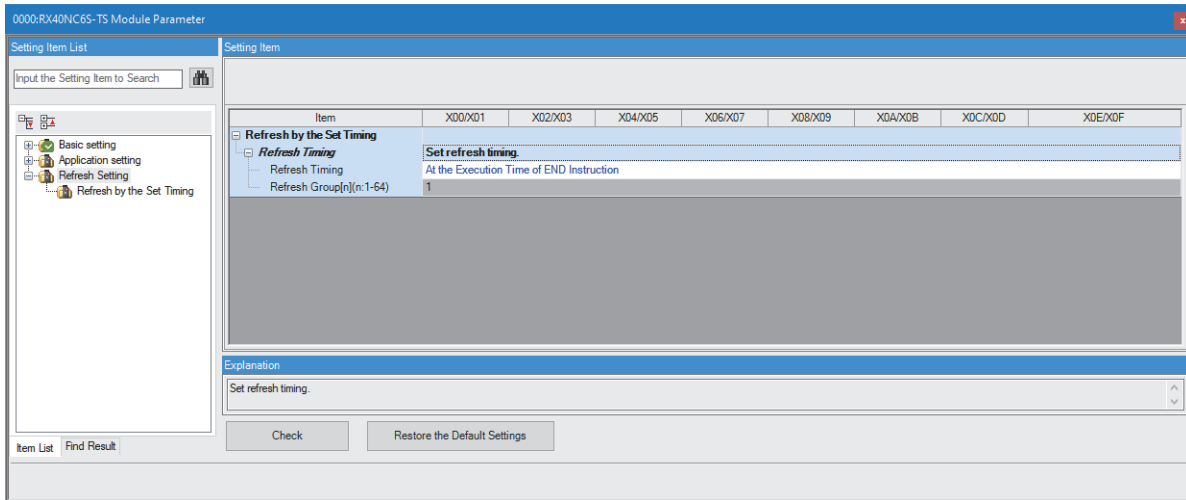 0000:RX40NC6S-TS Module Parameter
x
Setting Item List
Input the Setting Item to Search
Basic setting
Application setting
Refresh Setting
Refresh by the Set Timing
Item List
Find Result
Setting Item
Item X00/X01 X02/X03 X04/X05 X06/X07 X08/X09 X0A/X0B X0C/X0D X0E/X0F
Refresh by the Set Timing
Refresh Timing Set refresh timing.
Refresh Timing At the Execution Time of END Instruction
Refresh Group[n](n:1-64) 1
Explanation
Set refresh timing.
Check
Restore the Default Settings